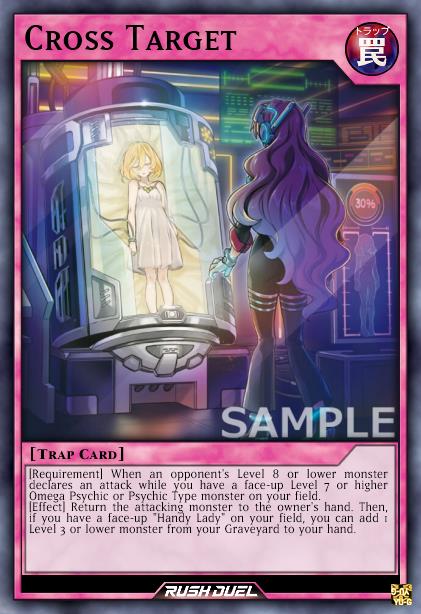 Cross Target
トラップ
罠
30%
SAMPLE
[Trap Card]
[Requirement] When an opponent's Level 8 or lower monster
declares an attack while you have a face-up Level 7 or higher
Omega Psychic or Psychic Type monster on your field.
[Effect] Return the attacking monster to the owner's hand. Then,
if you have a face-up "Handy Lady" on your field, you can add 1
Level 3 or lower monster from your Graveyard to your hand.
RUSH DUEL